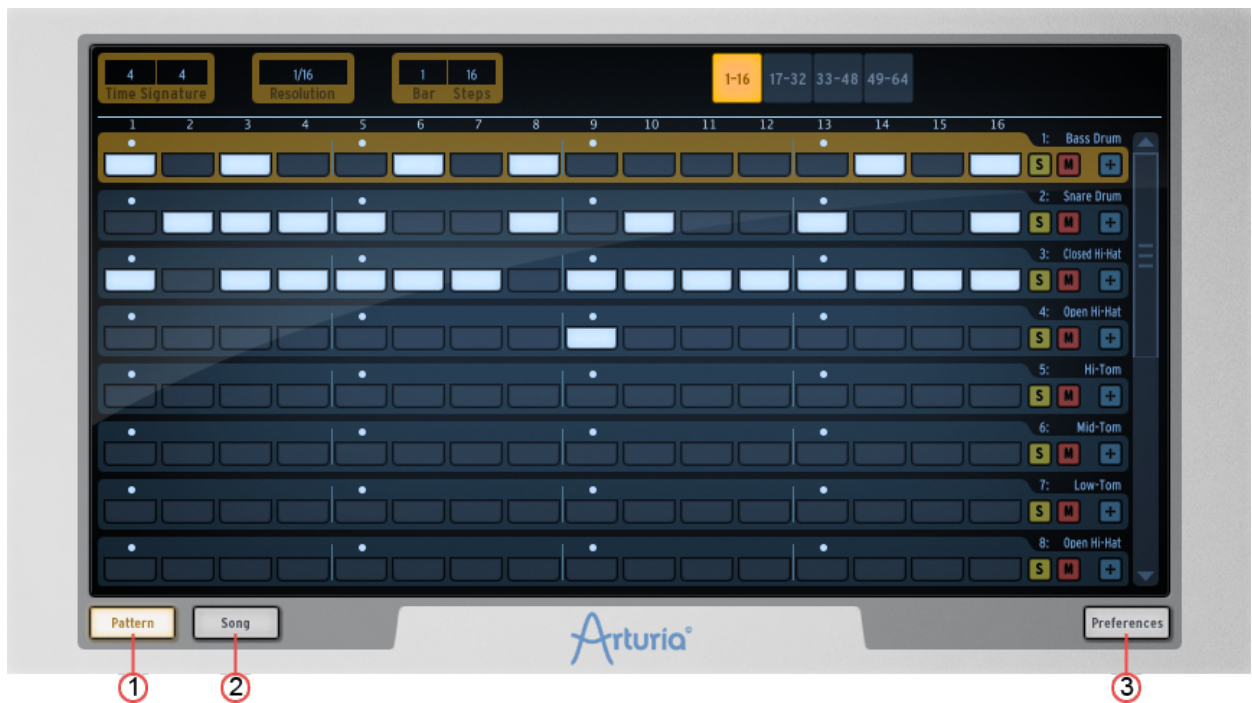 4 4 1/16 1 16
Time Signature Resolution Bar Steps
1-16 17-32 33-48 49-64
1 2 3 4 5 6 7 8 9 10 11 12 13 14 15 16
1: Bass Drum
S M +
2: Snare Drum
S M +
3: Closed Hi-Hat
S M +
4: Open Hi-Hat
S M +
5: Hi-Tom
S M +
6: Mid-Tom
S M +
7: Low-Tom
S M +
8: Open Hi-Hat
S M +
Pattern Song Arturia® Preferences
1 2 3